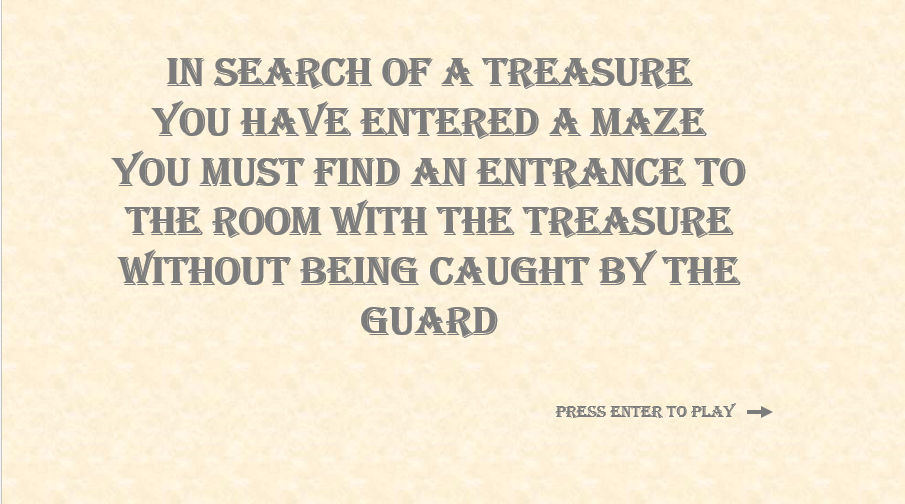 IN SEARCH OF A TREASURE
YOU HAVE ENTERED A MAZE
YOU MUST FIND AN ENTRANCE TO
THE ROOM WITH THE TREASURE
WITHOUT BEING CAUGHT BY THE
GUARD
PRESS ENTER TO PLAY